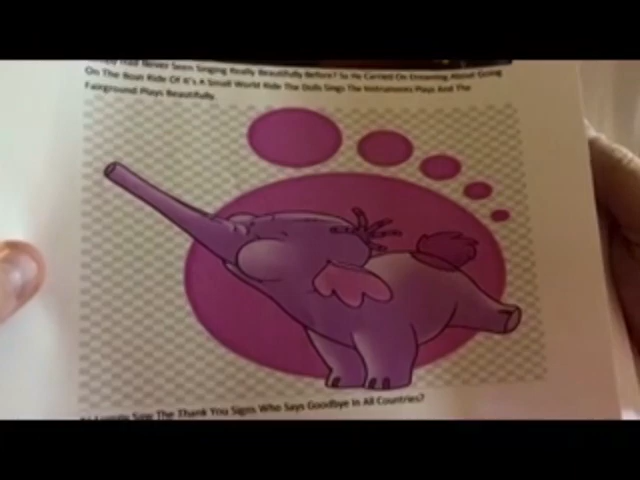 Had Never Seen Singing Really Beautifully Before? So He Carried On Dreaming About Going
On The Boat Ride Of It's A Small World Ride The Dolls Sings The Instruments Plays And The
Fairground Plays Beautifully.
Lumpy Saw The Thank You Signs Who Says Goodbye In All Countries?